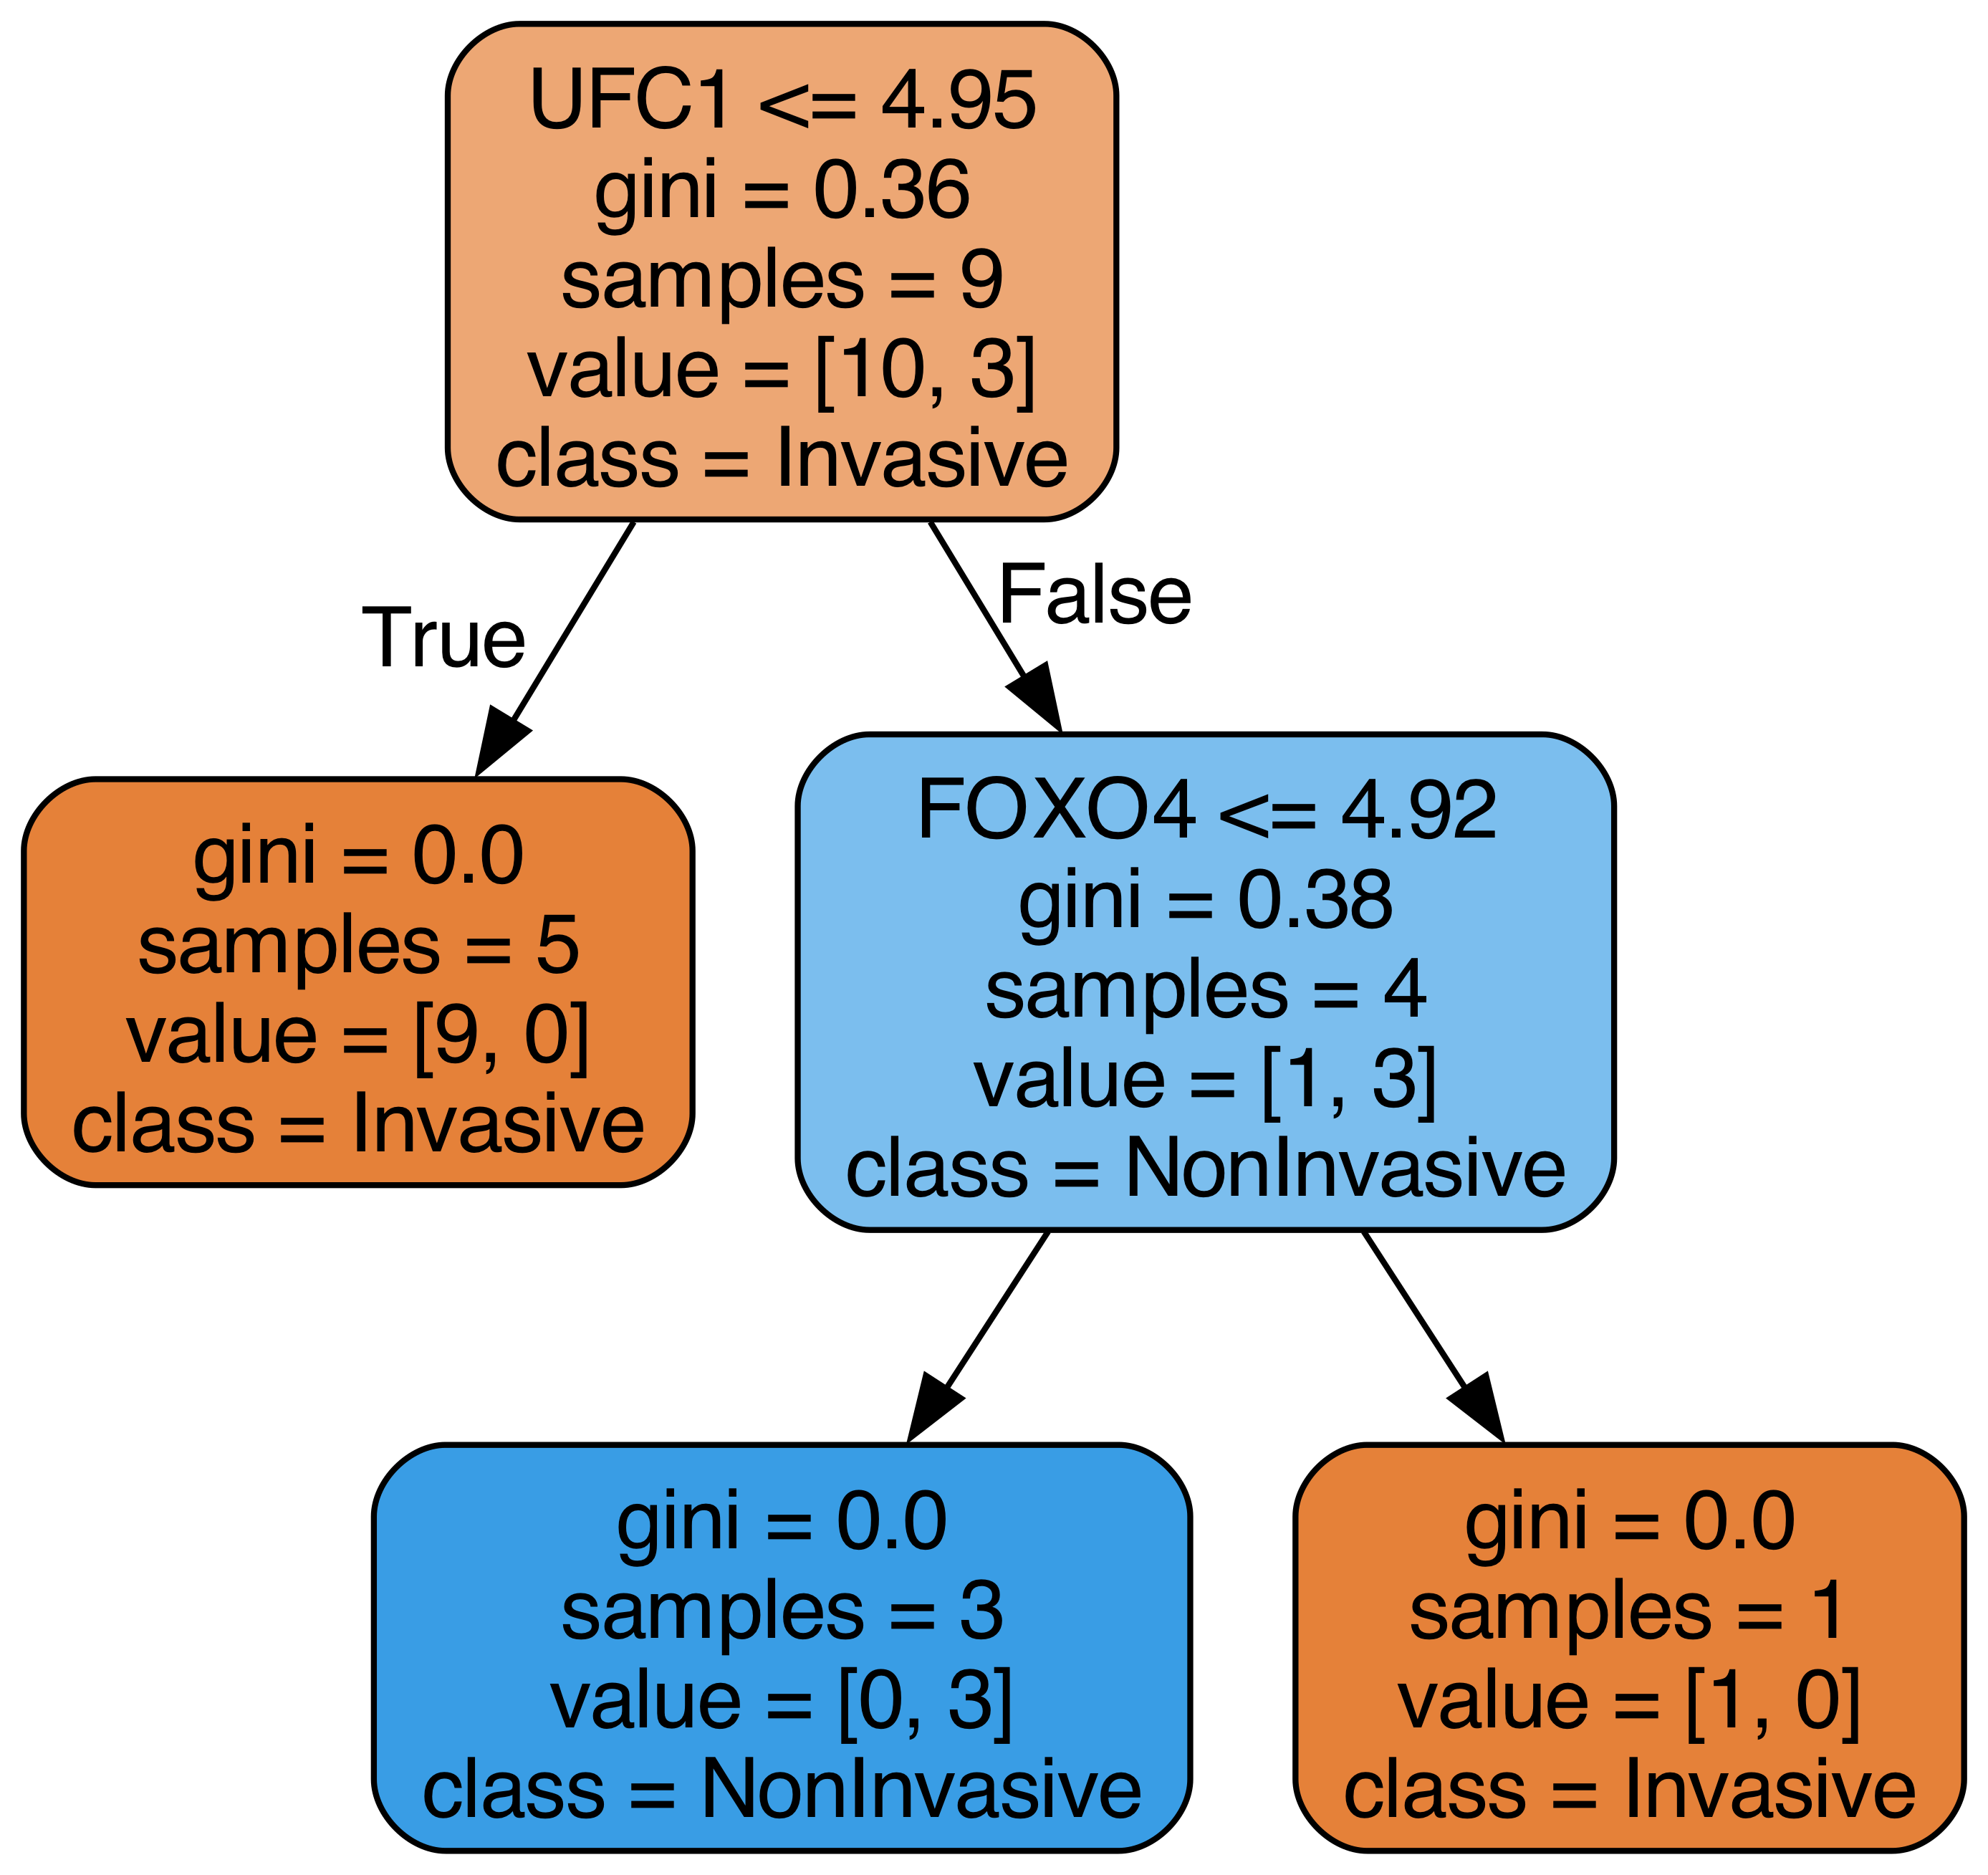 UFC1 <= 4.95
gini = 0.36
samples = 9
value = [10, 3]
class = Invasive
True
False
gini = 0.0
samples = 5
value = [9, 0]
class = Invasive
FOXO4 <= 4.92
gini = 0.38
samples = 4
value = [1, 3]
class = NonInvasive
gini = 0.0
samples = 3
value = [0, 3]
class = NonInvasive
gini = 0.0
samples = 1
value = [1, 0]
class = Invasive